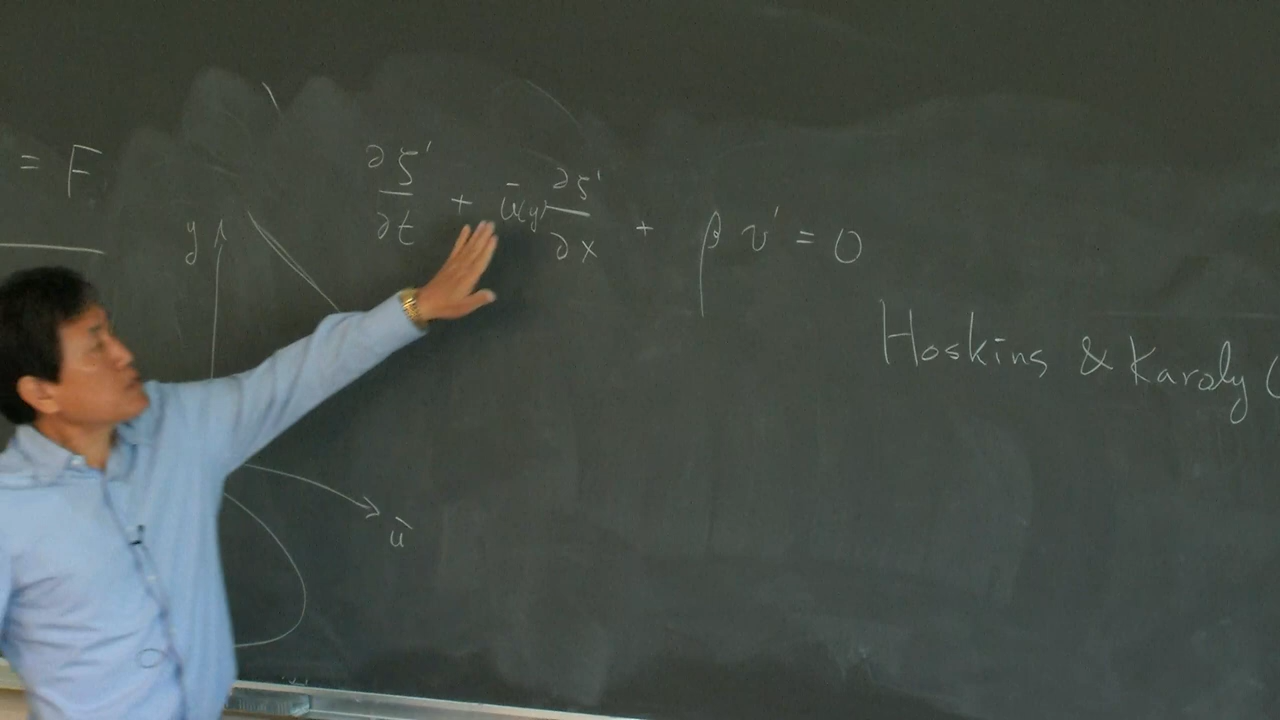 = F
∂ζ'/∂t + ū(y) ∂ζ'/∂x + β v' = 0
y
Hoskins & Karoly (
ū